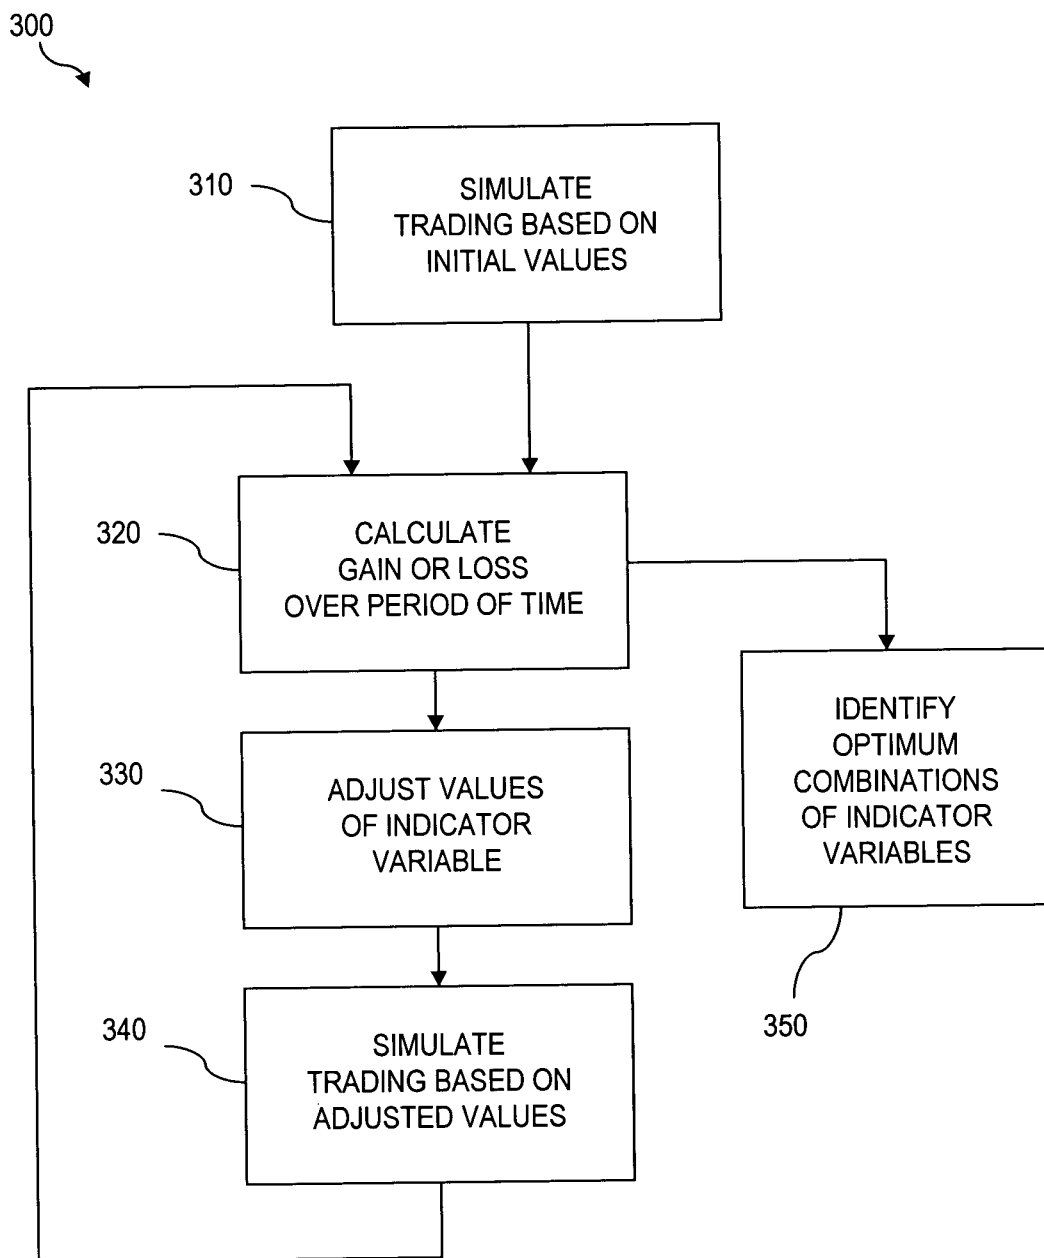 300
310
SIMULATE
TRADING BASED ON
INITIAL VALUES
320
CALCULATE
GAIN OR LOSS
OVER PERIOD OF TIME
330
ADJUST VALUES
OF INDICATOR
VARIABLE
IDENTIFY
OPTIMUM
COMBINATIONS
OF INDICATOR
VARIABLES
340
SIMULATE
TRADING BASED ON
ADJUSTED VALUES
350